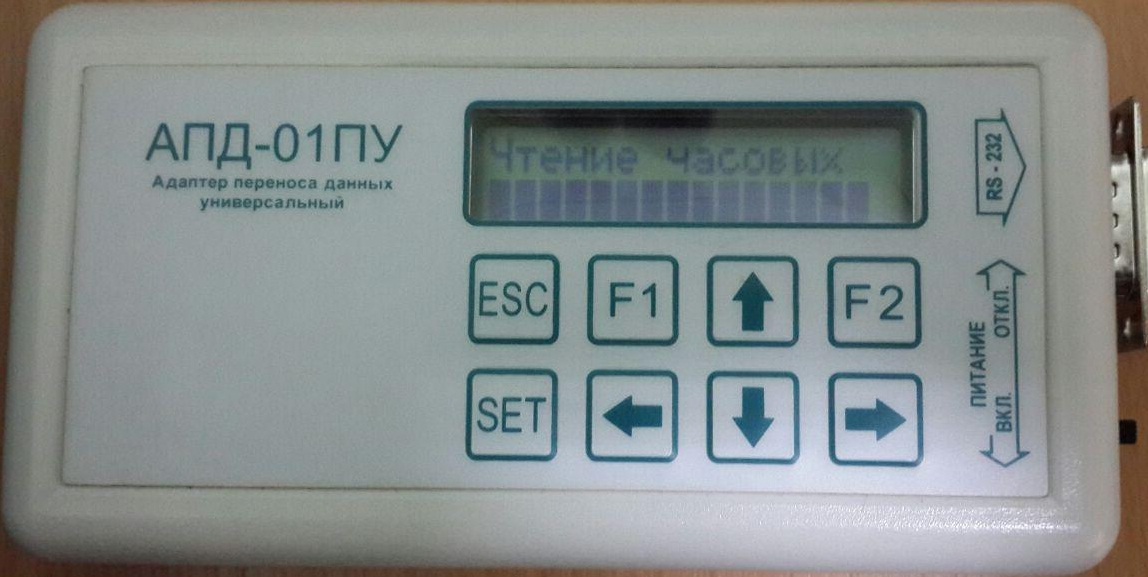 АПД-01ПУ
Адаптер переноса данных
универсальный
Чтение часовых
RS - 232
ESC
F1
F2
SET
ПИТАНИЕ
ВКЛ.
ОТКЛ.